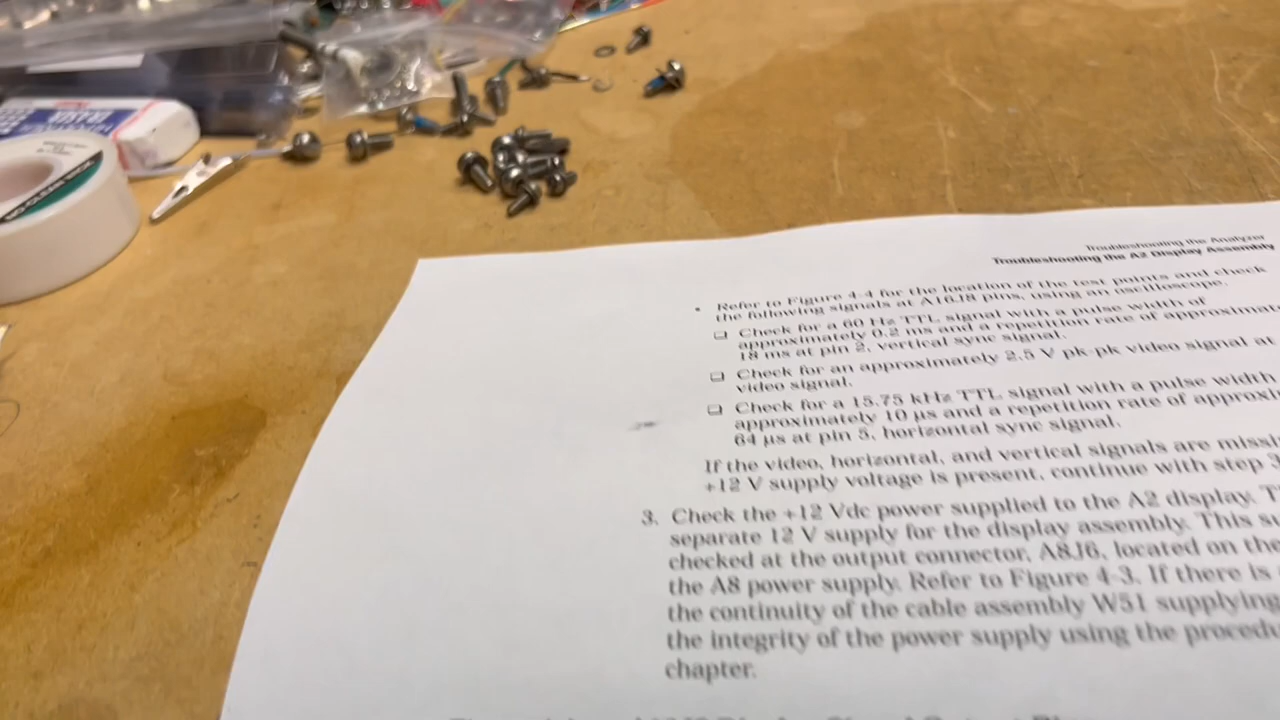 Troubleshooting the Analyzer
Troubleshooting the A2 Display Assembly
• Refer to Figure 4-4 for the location of the test points and check
the following signals at A16J8 pins, using an oscilloscope.
Check for a 60 Hz TTL signal with a pulse width of
approximately 0.2 ms and a repetition rate of approximat
18 ms at pin 2, vertical sync signal.
Check for an approximately 2.5 V pk-pk video signal at
video signal.
Check for a 15.75 kHz TTL signal with a pulse width
approximately 10 μs and a repetition rate of approxi
64 μs at pin 5, horizontal sync signal.
If the video, horizontal, and vertical signals are missi
+12 V supply voltage is present, continue with step 3
3. Check the +12 Vdc power supplied to the A2 display. T
separate 12 V supply for the display assembly. This su
checked at the output connector, A8J6, located on the
the A8 power supply. Refer to Figure 4-3. If there is
the continuity of the cable assembly W51 supplying
the integrity of the power supply using the procedu
chapter.
NO-CLEAN WICK